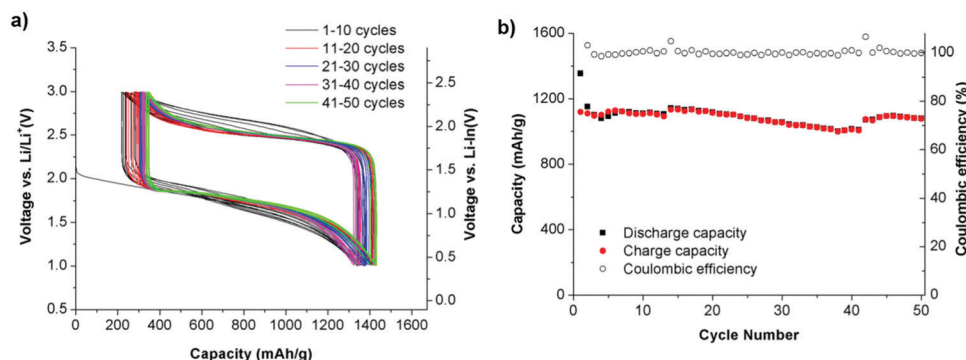 a)
1-10 cycles
11-20 cycles
21-30 cycles
31-40 cycles
41-50 cycles
Voltage vs. Li/Li⁺(V)
3.5
3.0
2.5
2.0
1.5
1.0
0.5
Voltage vs. Li-In(V)
2.5
2.0
1.5
1.0
0.5
0.0
0 200 400 600 800 1000 1200 1400 1600
Capacity (mAh/g)
b)
Capacity (mAh/g)
1600
1200
900
600
400
0
Coulombic efficiency (%)
100
80
60
40
20
0
Discharge capacity
Charge capacity
Coulombic efficiency
0 10 20 30 40 50
Cycle Number